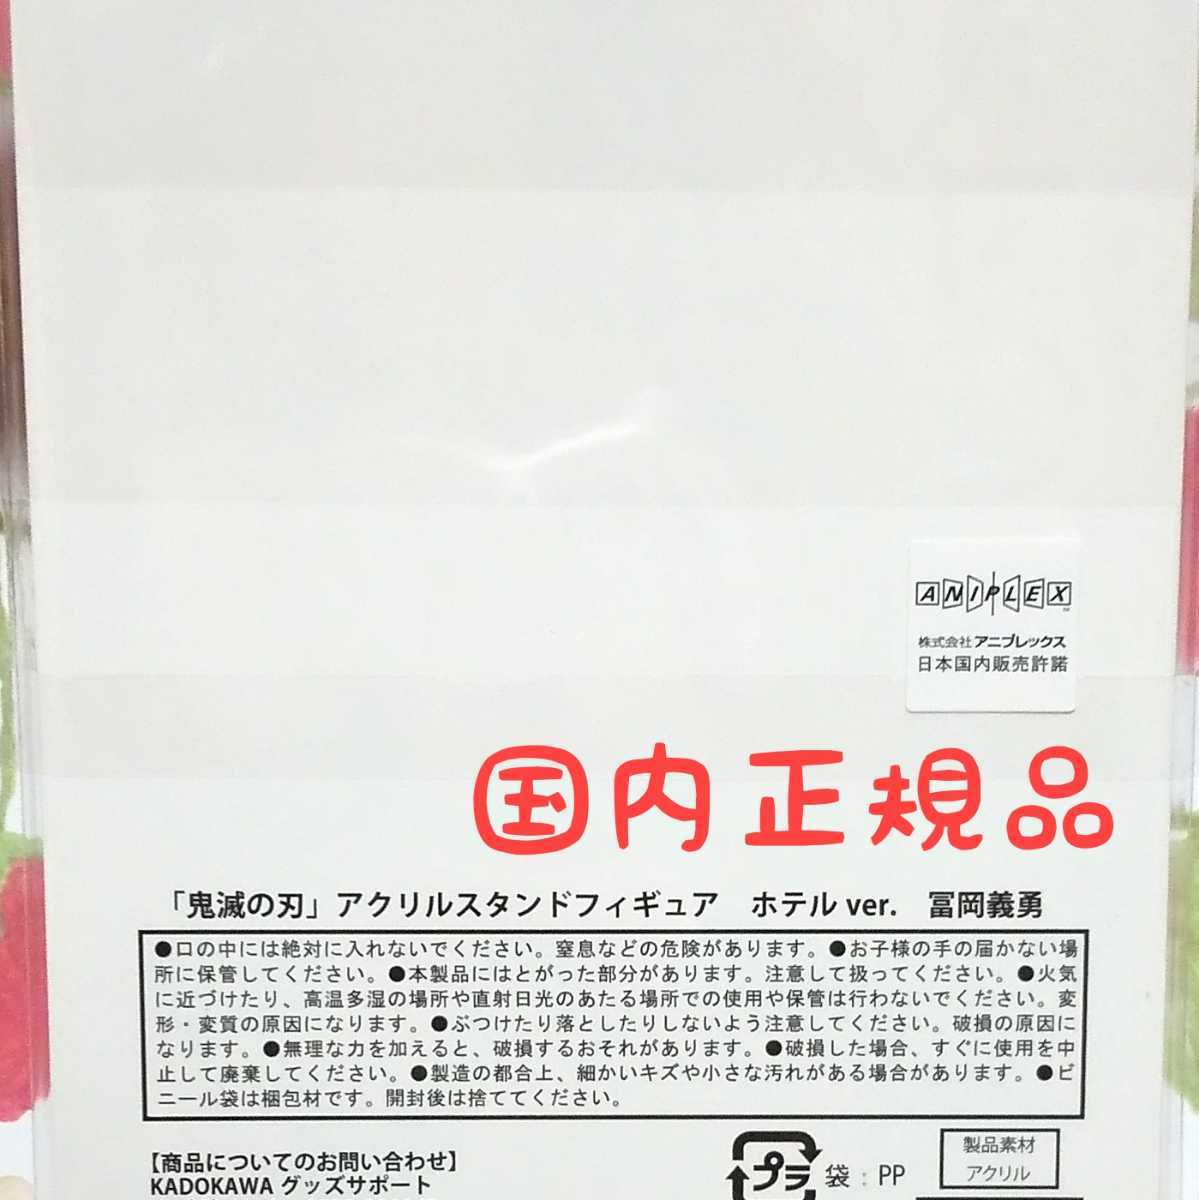 ANIPLEX
株式会社 アニプレックス
日本国内販売許諾
国内正規品
「鬼滅の刃」アクリルスタンドフィギュア　ホテル ver.　冨岡義勇
●口の中には絶対に入れないでください。窒息などの危険があります。●お子様の手の届かない場
所に保管してください。●本製品にはとがった部分があります。注意して扱ってください。●火気
に近づけたり、高温多湿の場所や直射日光のあたる場所での使用や保管は行わないでください。変
形・変質の原因になります。●ぶつけたり落としたりしないよう注意してください。破損の原因に
なります。●無理な力を加えると、破損するおそれがあります。●破損した場合、すぐに使用を中
止して廃棄してください。●製造の都合上、細かいキズや小さな汚れがある場合があります。●ビ
ニール袋は梱包材です。開封後は捨ててください。
【商品についてのお問い合わせ】
KADOKAWA グッズサポート
プラ
袋：PP
製品素材
アクリル